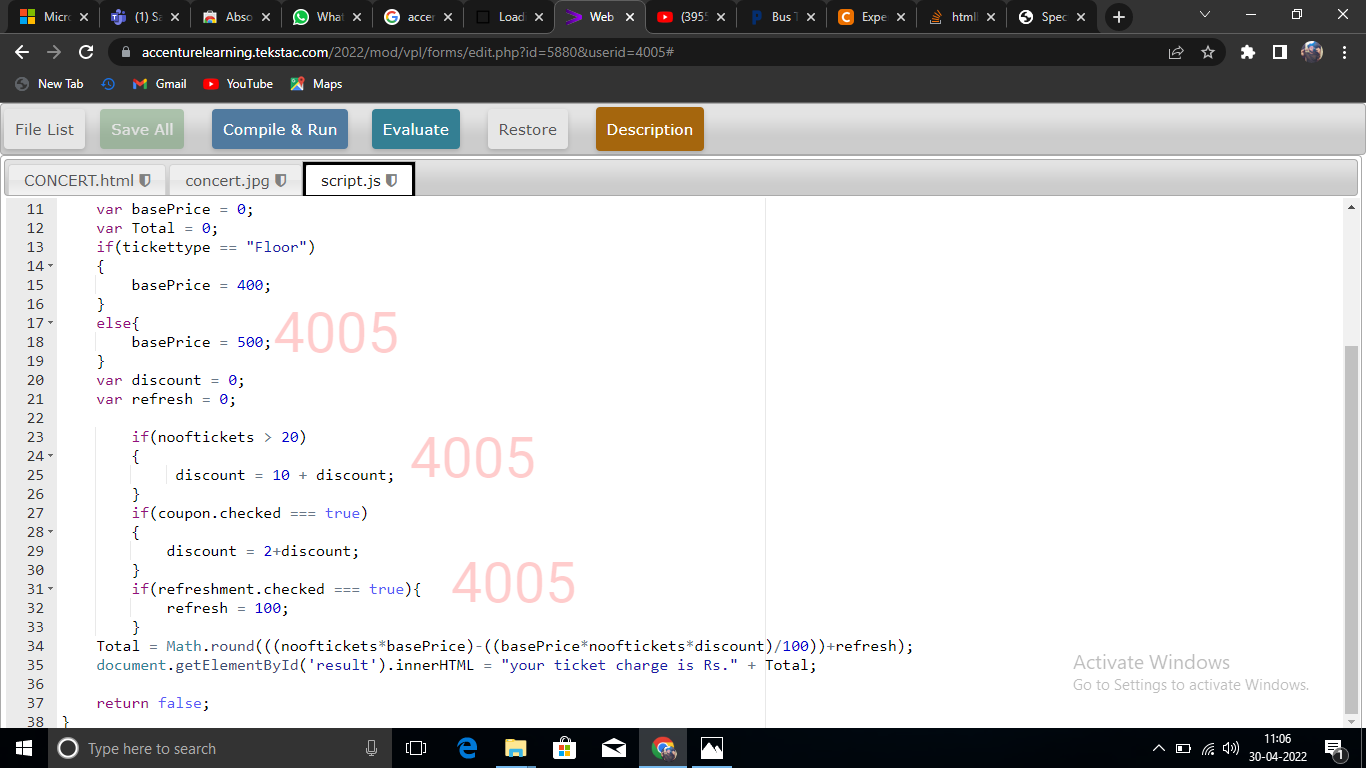 Micro
(1) Sa
Abso
What
accer
Load
Web
(395
Bus T
Expe
html
Spec
accenturelearning.tekstac.com/2022/mod/vpl/forms/edit.php?id=5880&userid=4005#
New Tab
Gmail
YouTube
Maps
File List
Save All
Compile & Run
Evaluate
Restore
Description
CONCERT.html
concert.jpg
script.js
11 var basePrice = 0;
12 var Total = 0;
13 if(tickettype == "Floor")
14 {
15 basePrice = 400;
16 }
17 else{
18 basePrice = 500;
4005
19 }
20 var discount = 0;
21 var refresh = 0;
22
23 if(nooftickets > 20)
24 {
4005
25 discount = 10 + discount;
26 }
27 if(coupon.checked === true)
28 {
29 discount = 2+discount;
30 }
31 if(refreshment.checked === true){
4005
32 refresh = 100;
33 }
34 Total = Math.round(((nooftickets*basePrice)-((basePrice*nooftickets*discount)/100))+refresh);
35 document.getElementById('result').innerHTML = "your ticket charge is Rs." + Total;
36
37 return false;
38 }
Activate Windows
Go to Settings to activate Windows.
Type here to search
11:06
30-04-2022
1